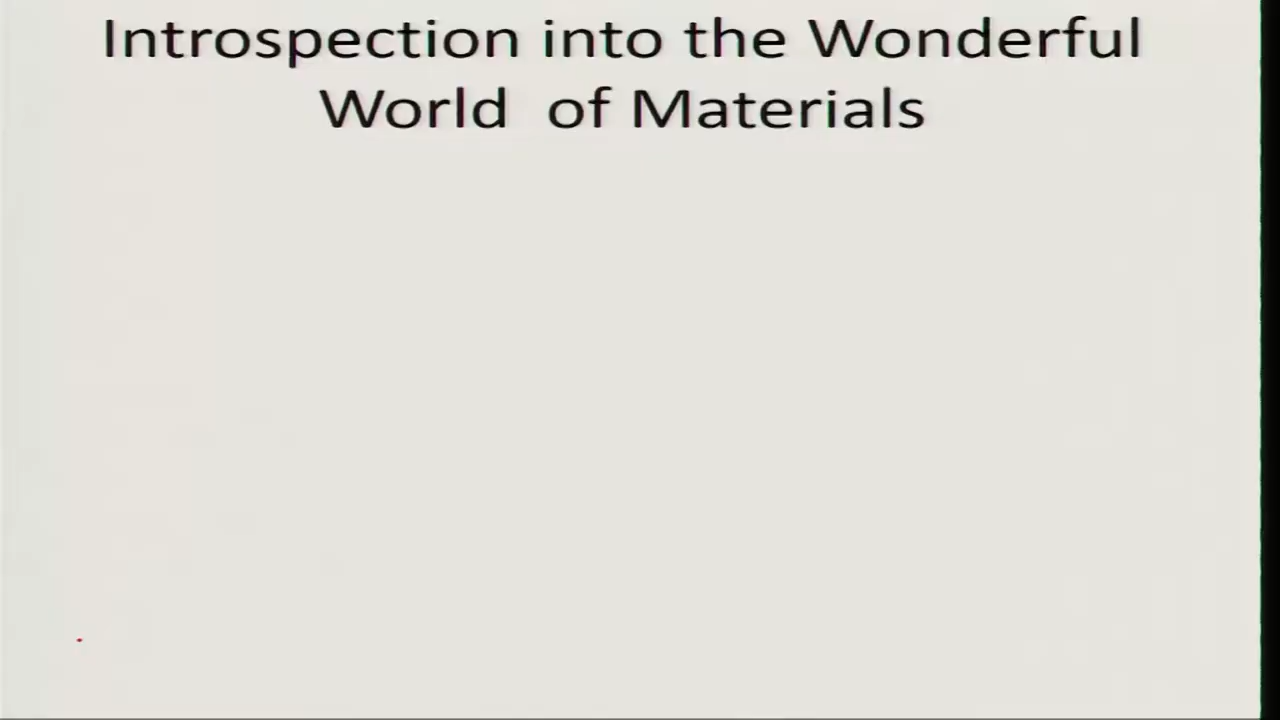 Introspection into the Wonderful
World of Materials